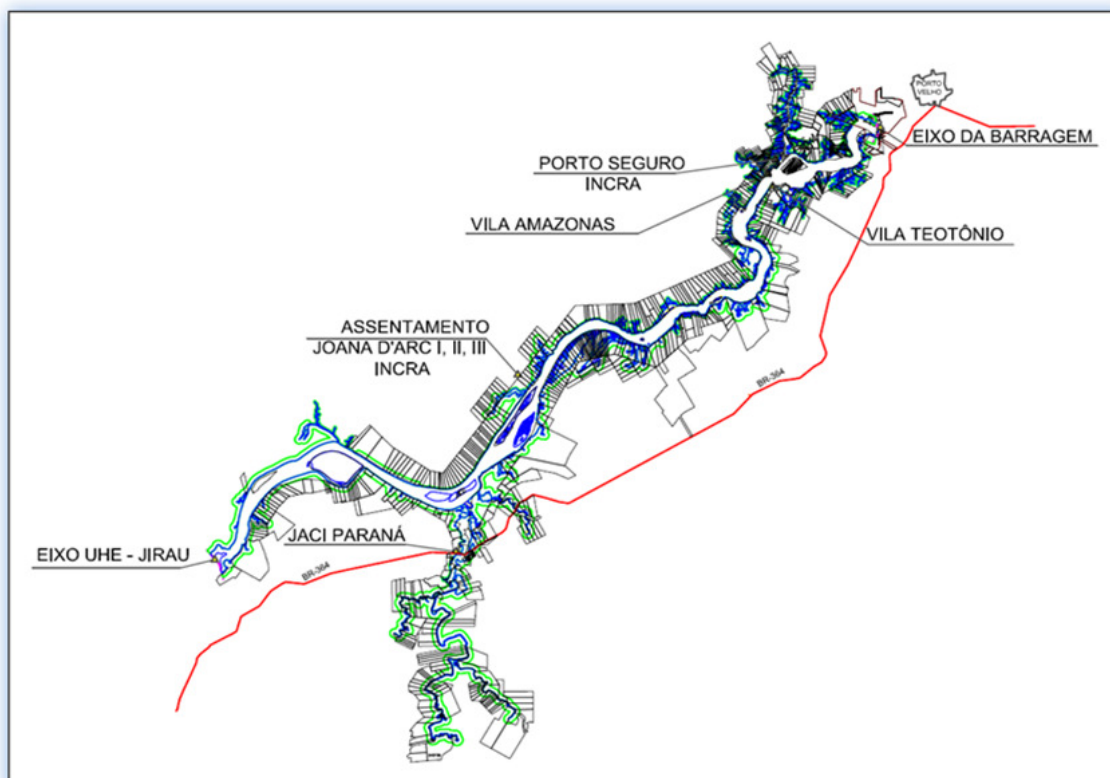 PORTO
VELHO
EIXO DA BARRAGEM
PORTO SEGURO
INCRA
VILA AMAZONAS
VILA TEOTÔNIO
ASSENTAMENTO
JOANA D'ARC I, II, III
INCRA
BR-364
JACI PARANÁ
EIXO UHE - JIRAU
BR-364